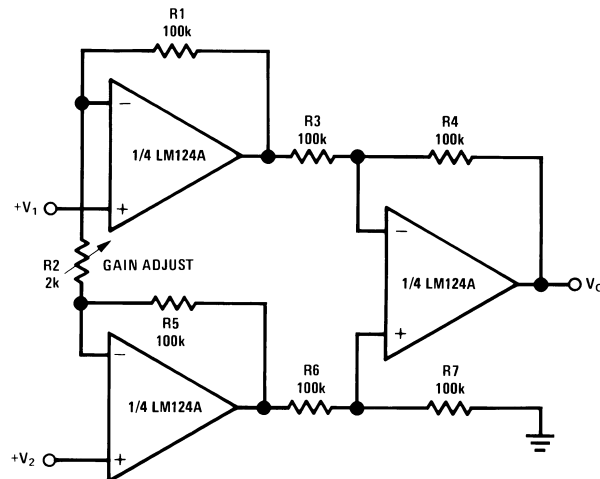 R1
100k
−
1/4 LM124A
+
+V1
R3
100k
R4
100k
R2
2k
GAIN ADJUST
−
1/4 LM124A
+
VO
R5
100k
−
1/4 LM124A
+
+V2
R6
100k
R7
100k